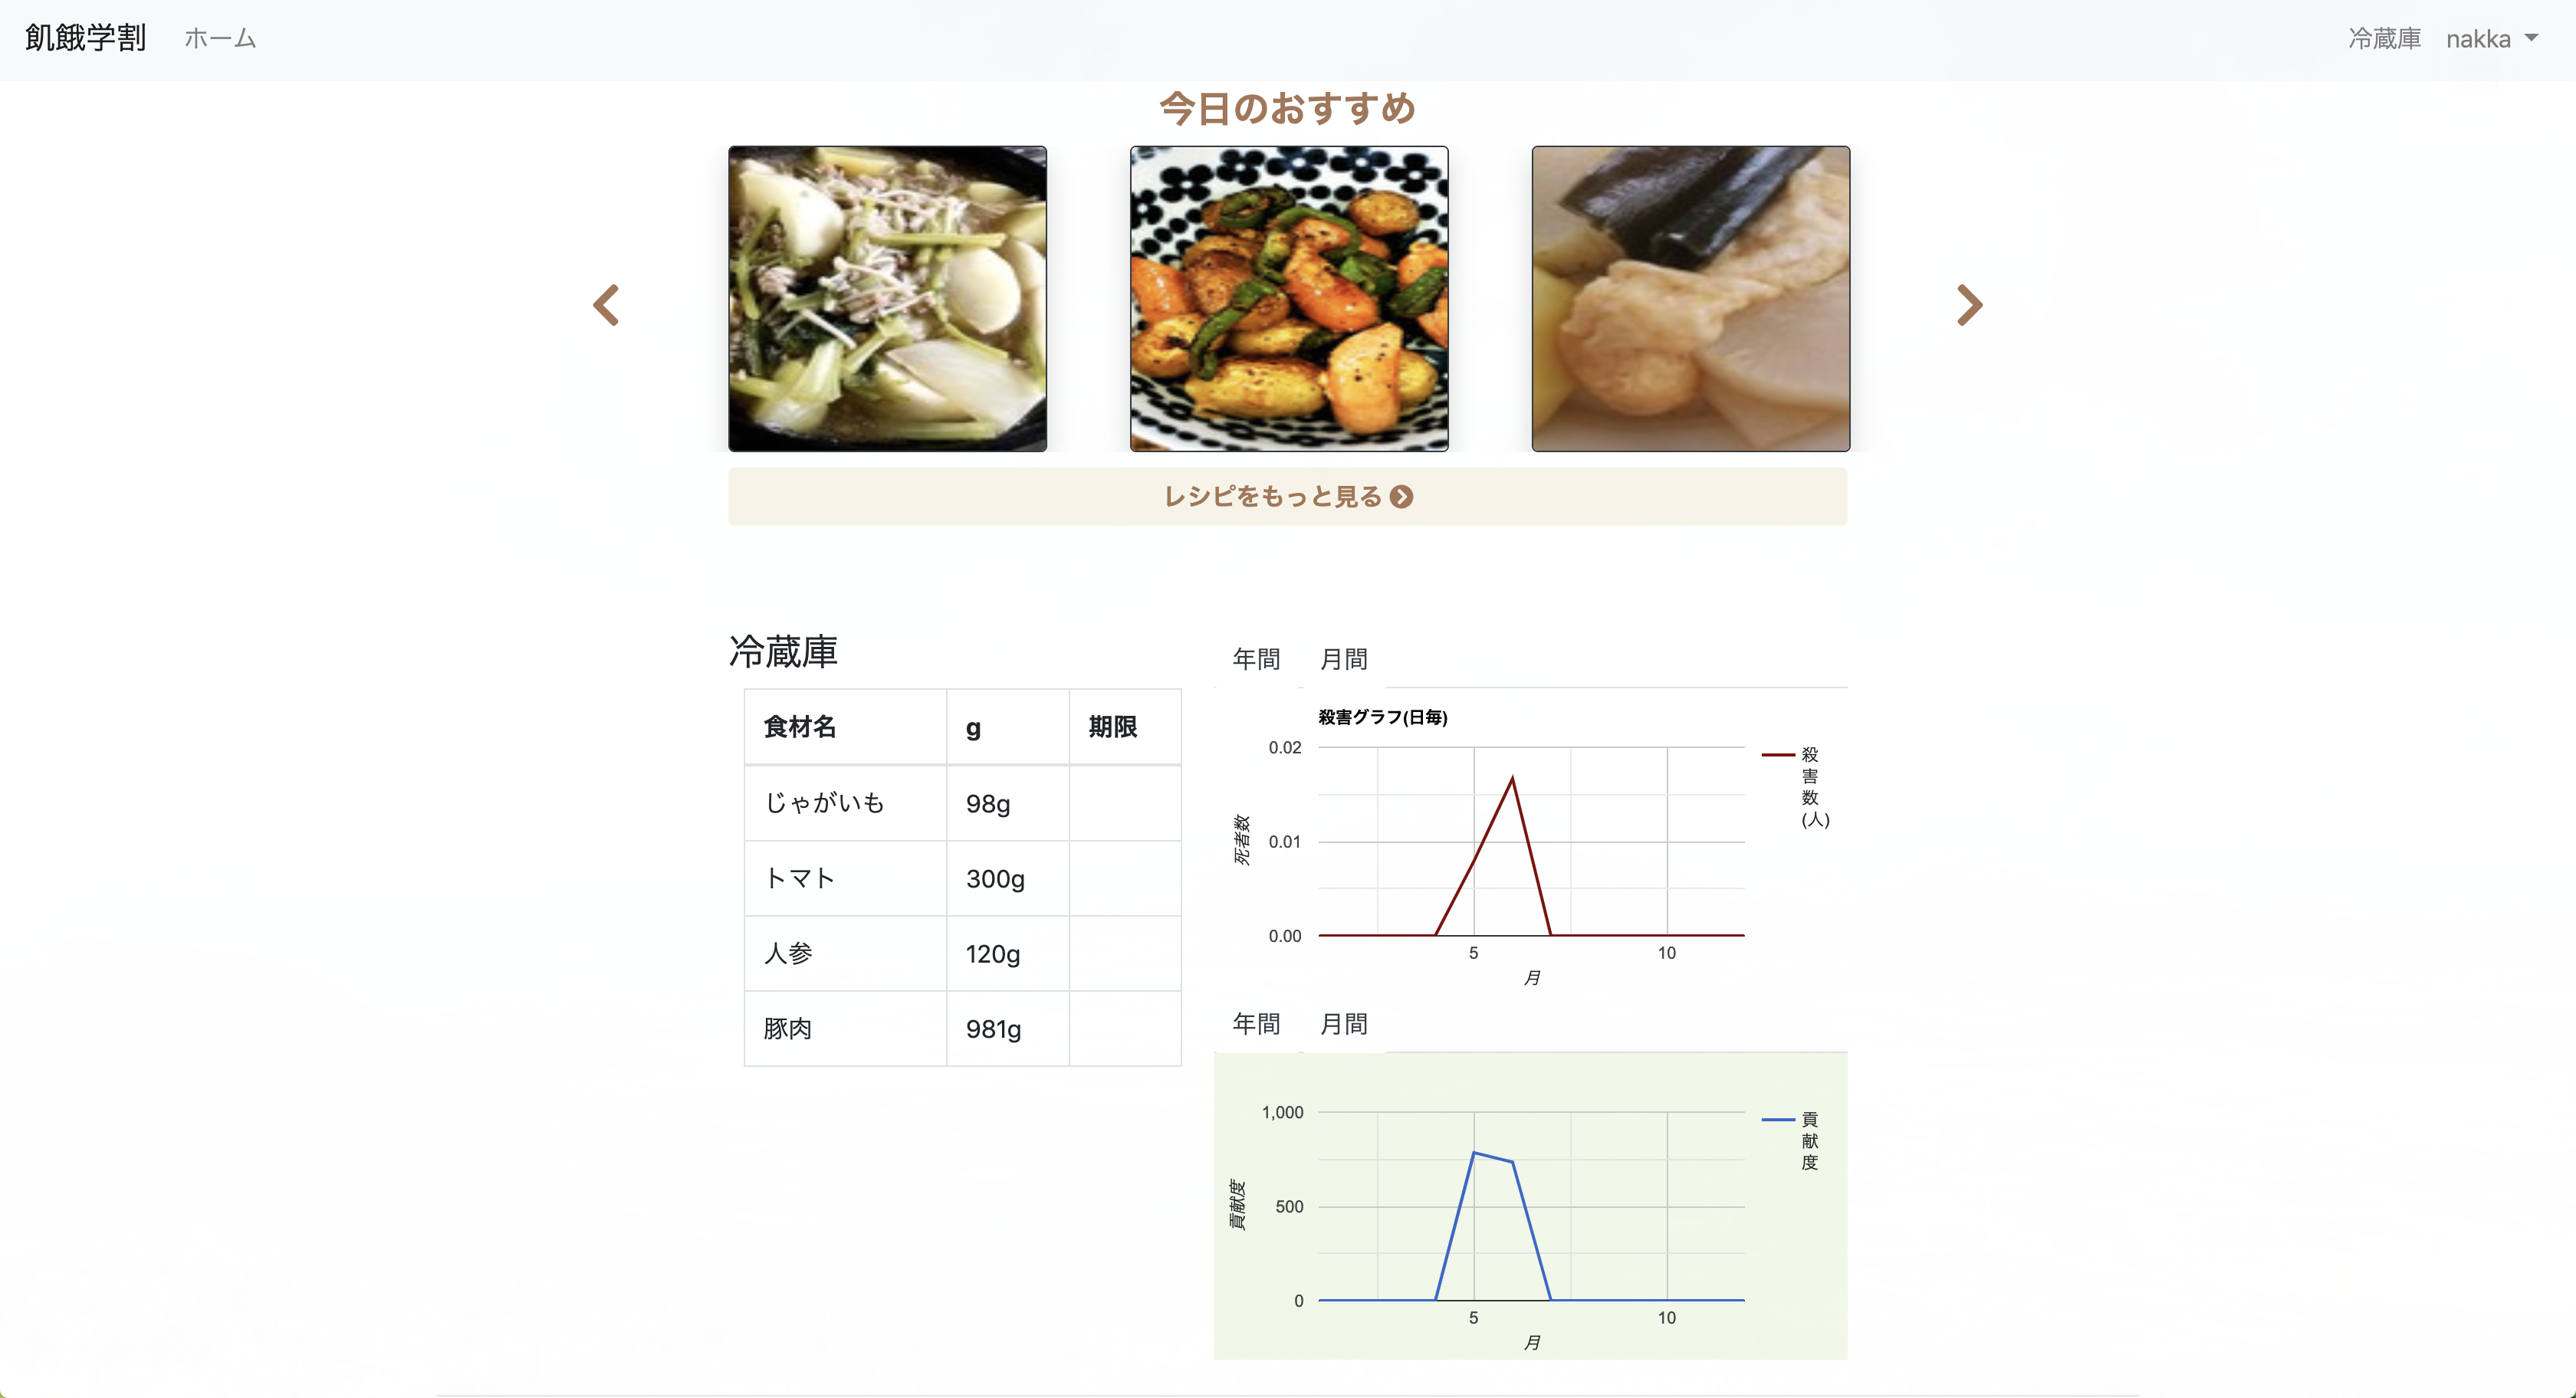 飢餓学割 ホーム 冷蔵庫 nakka
今日のおすすめ
レシピをもっと見る
冷蔵庫
食材名 g 期限
じゃがいも 98g
トマト 300g
人参 120g
豚肉 981g
年間 月間
殺害グラフ(日毎)
0.02
0.01
0.00
死者数
5 10
月
殺
害
数
(人)
年間 月間
1,000
500
0
貢献度
5 10
月
貢
献
度